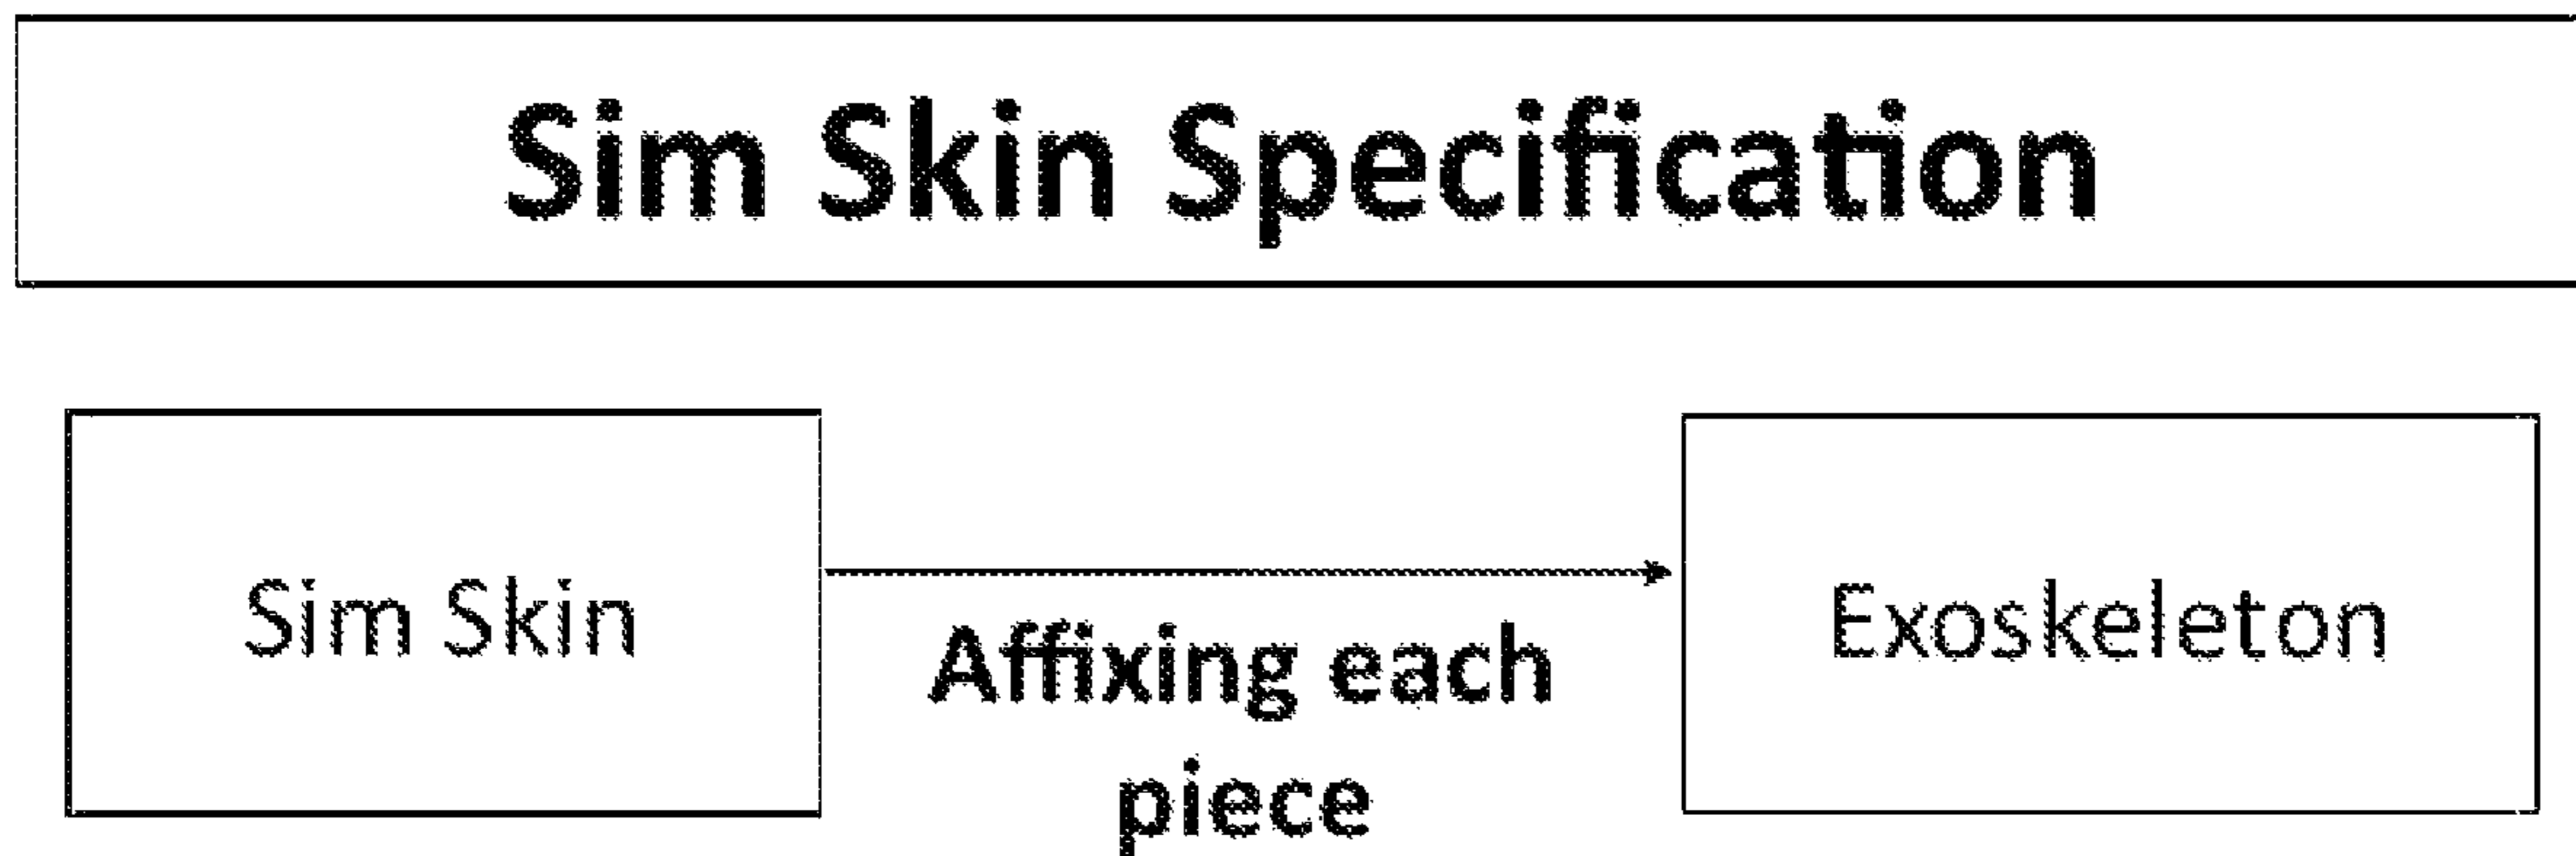 Sim Skin Specification
Sim Skin
Affixing each
piece
Exoskeleton